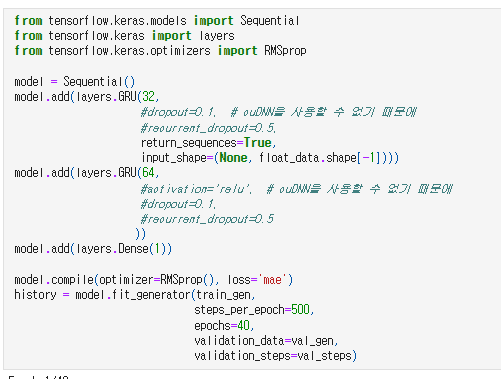 from tensorflow.keras.models import Sequential
from tensorflow.keras import layers
from tensorflow.keras.optimizers import RMSprop

model = Sequential()
model.add(layers.GRU(32,
                     #dropout=0.1,  # cuDNN을 사용할 수 없기 때문에
                     #recurrent_dropout=0.5,
                     return_sequences=True,
                     input_shape=(None, float_data.shape[-1])))
model.add(layers.GRU(64,
                     #activation='relu',  # cuDNN을 사용할 수 없기 때문에
                     #dropout=0.1,
                     #recurrent_dropout=0.5
                    ))
model.add(layers.Dense(1))

model.compile(optimizer=RMSprop(), loss='mae')
history = model.fit_generator(train_gen,
                              steps_per_epoch=500,
                              epochs=40,
                              validation_data=val_gen,
                              validation_steps=val_steps)